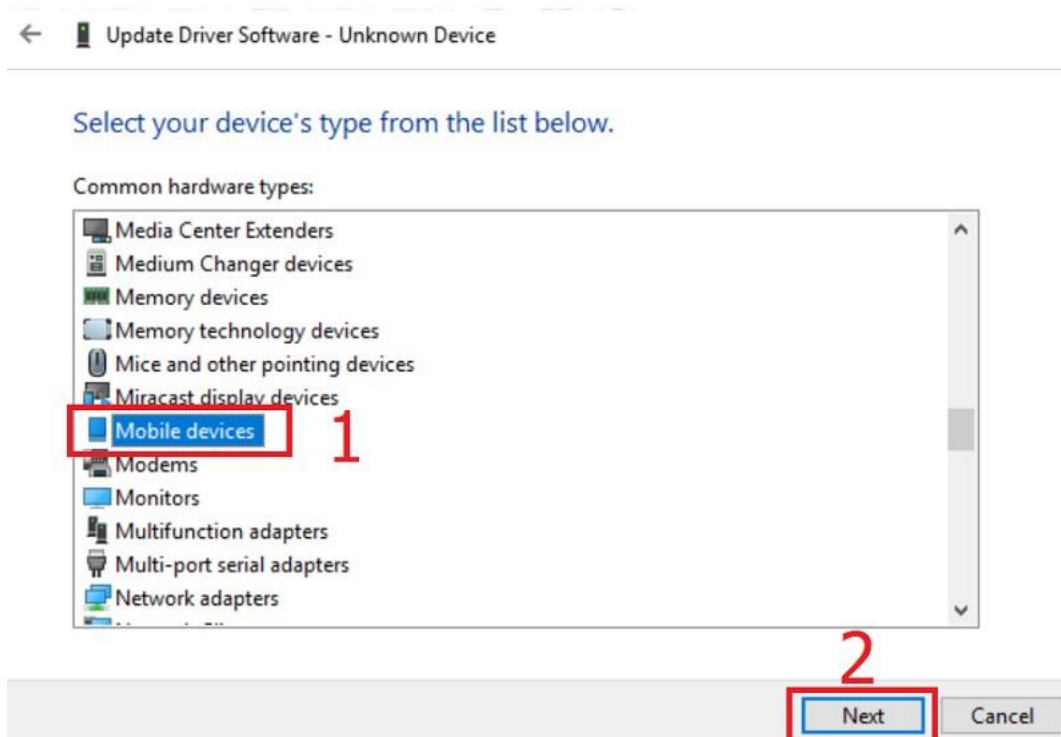 Update Driver Software - Unknown Device
Select your device's type from the list below.
Common hardware types:
Media Center Extenders
Medium Changer devices
Memory devices
Memory technology devices
Mice and other pointing devices
Miracast display devices
Mobile devices 1
Modems
Monitors
Multifunction adapters
Multi-port serial adapters
Network adapters
2
Next Cancel